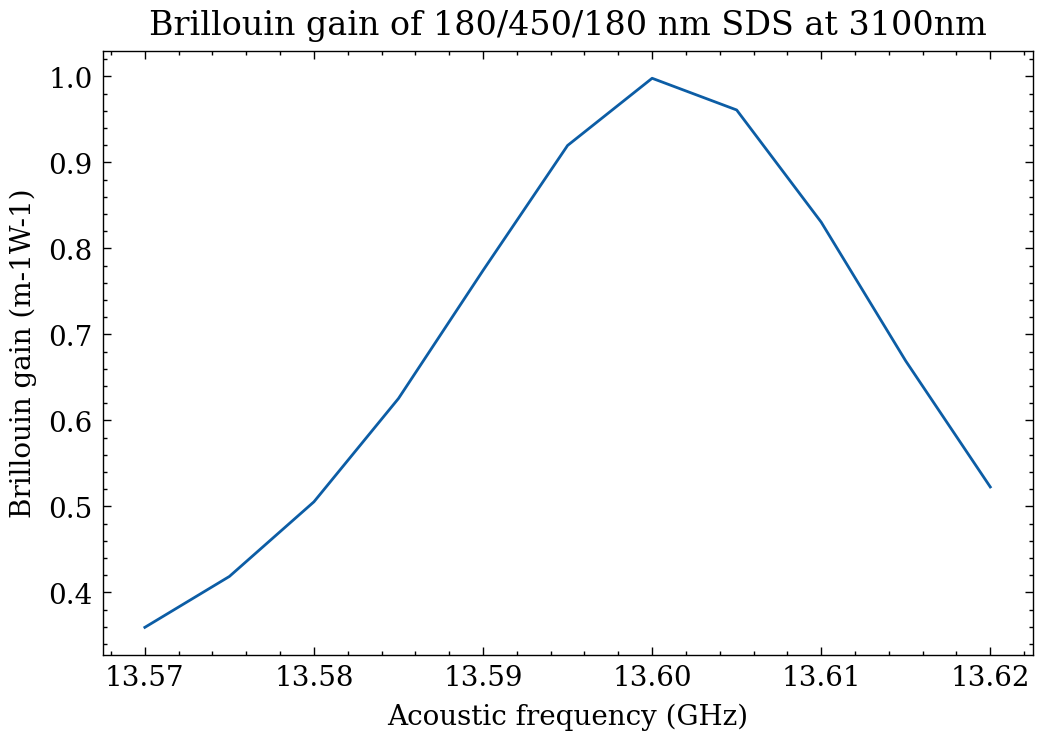 Brillouin gain of 180/450/180 nm SDS at 3100nm
1.0
0.9
0.8
0.7
0.6
0.5
0.4
Brillouin gain (m-1W-1)
13.57 13.58 13.59 13.60 13.61 13.62
Acoustic frequency (GHz)